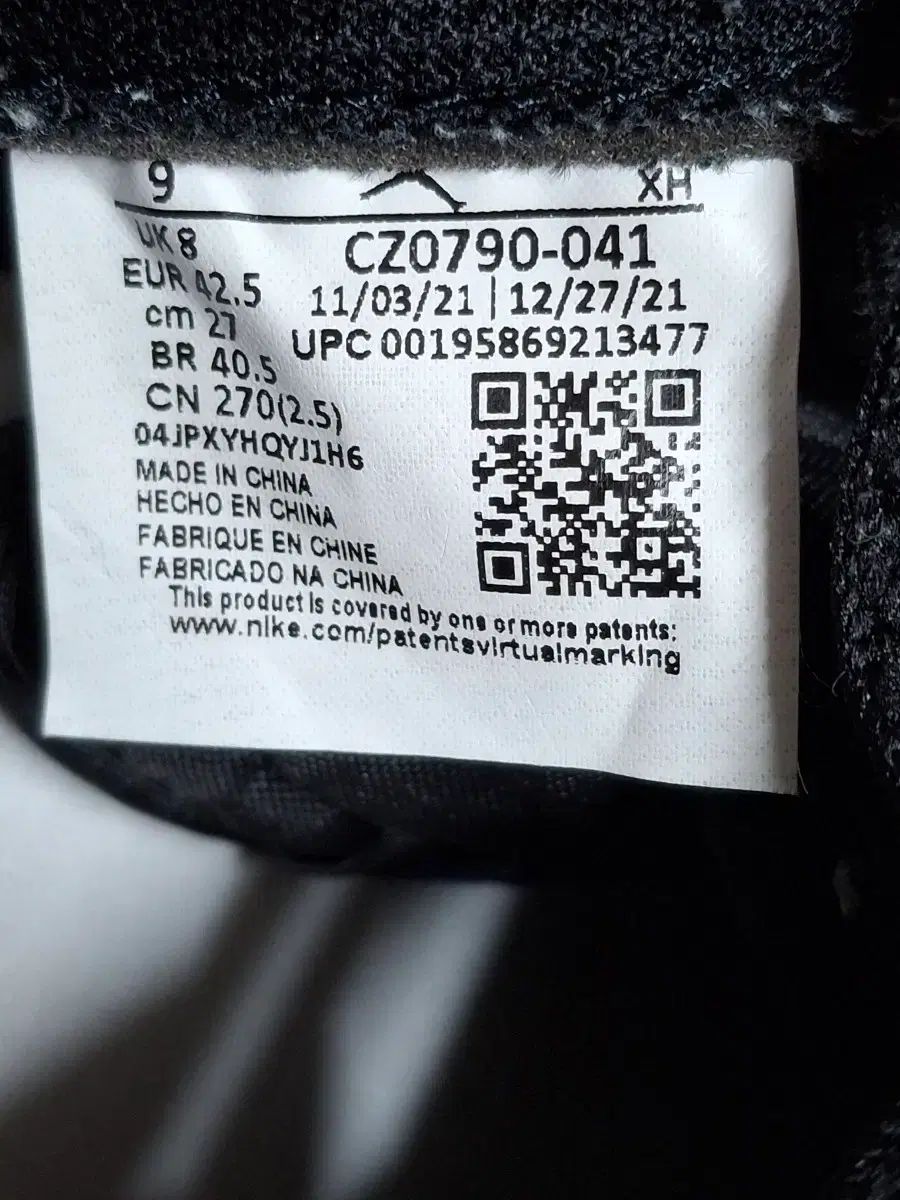 9 XH
UK 8
EUR 42.5
cm 27
BR 40.5
CN 270(2.5)
CZ0790-041
11/03/21 | 12/27/21
UPC 00195869213477
04JPXYHQYJ1H6
MADE IN CHINA
HECHO EN CHINA
FABRIQUE EN CHINE
FABRICADO NA CHINA
This product is covered by one or more patents:
www.nike.com/patentsvirtualmarking